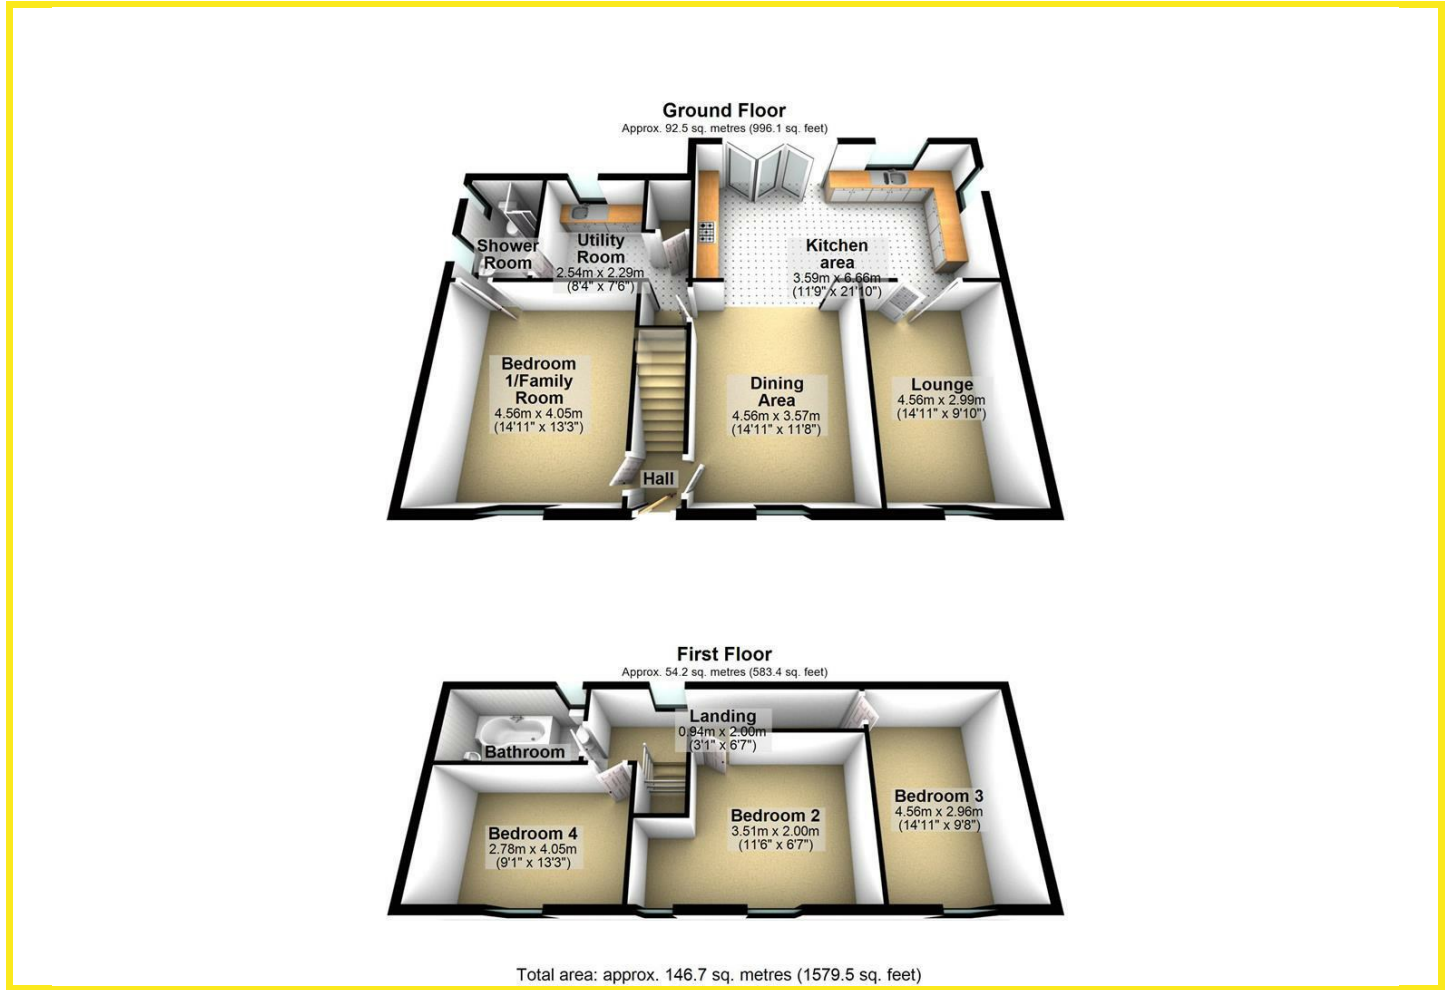 Ground Floor
Approx. 92.5 sq. metres (996.1 sq. feet)
Shower
Room
Utility
Room
2.54m x 2.29m
(8'4" x 7'6")
Kitchen
area
3.59m x 6.66m
(11'9" x 21'10")
Bedroom
1/Family
Room
4.56m x 4.05m
(14'11" x 13'3")
Dining
Area
4.56m x 3.57m
(14'11" x 11'8")
Lounge
4.56m x 2.99m
(14'11" x 9'10")
Hall
First Floor
Approx. 54.2 sq. metres (583.4 sq. feet)
Landing
0.94m x 2.00m
(3'1" x 6'7")
Bathroom
Bedroom 4
2.78m x 4.05m
(9'1" x 13'3")
Bedroom 2
3.51m x 2.00m
(11'6" x 6'7")
Bedroom 3
4.56m x 2.96m
(14'11" x 9'8")
Total area: approx. 146.7 sq. metres (1579.5 sq. feet)